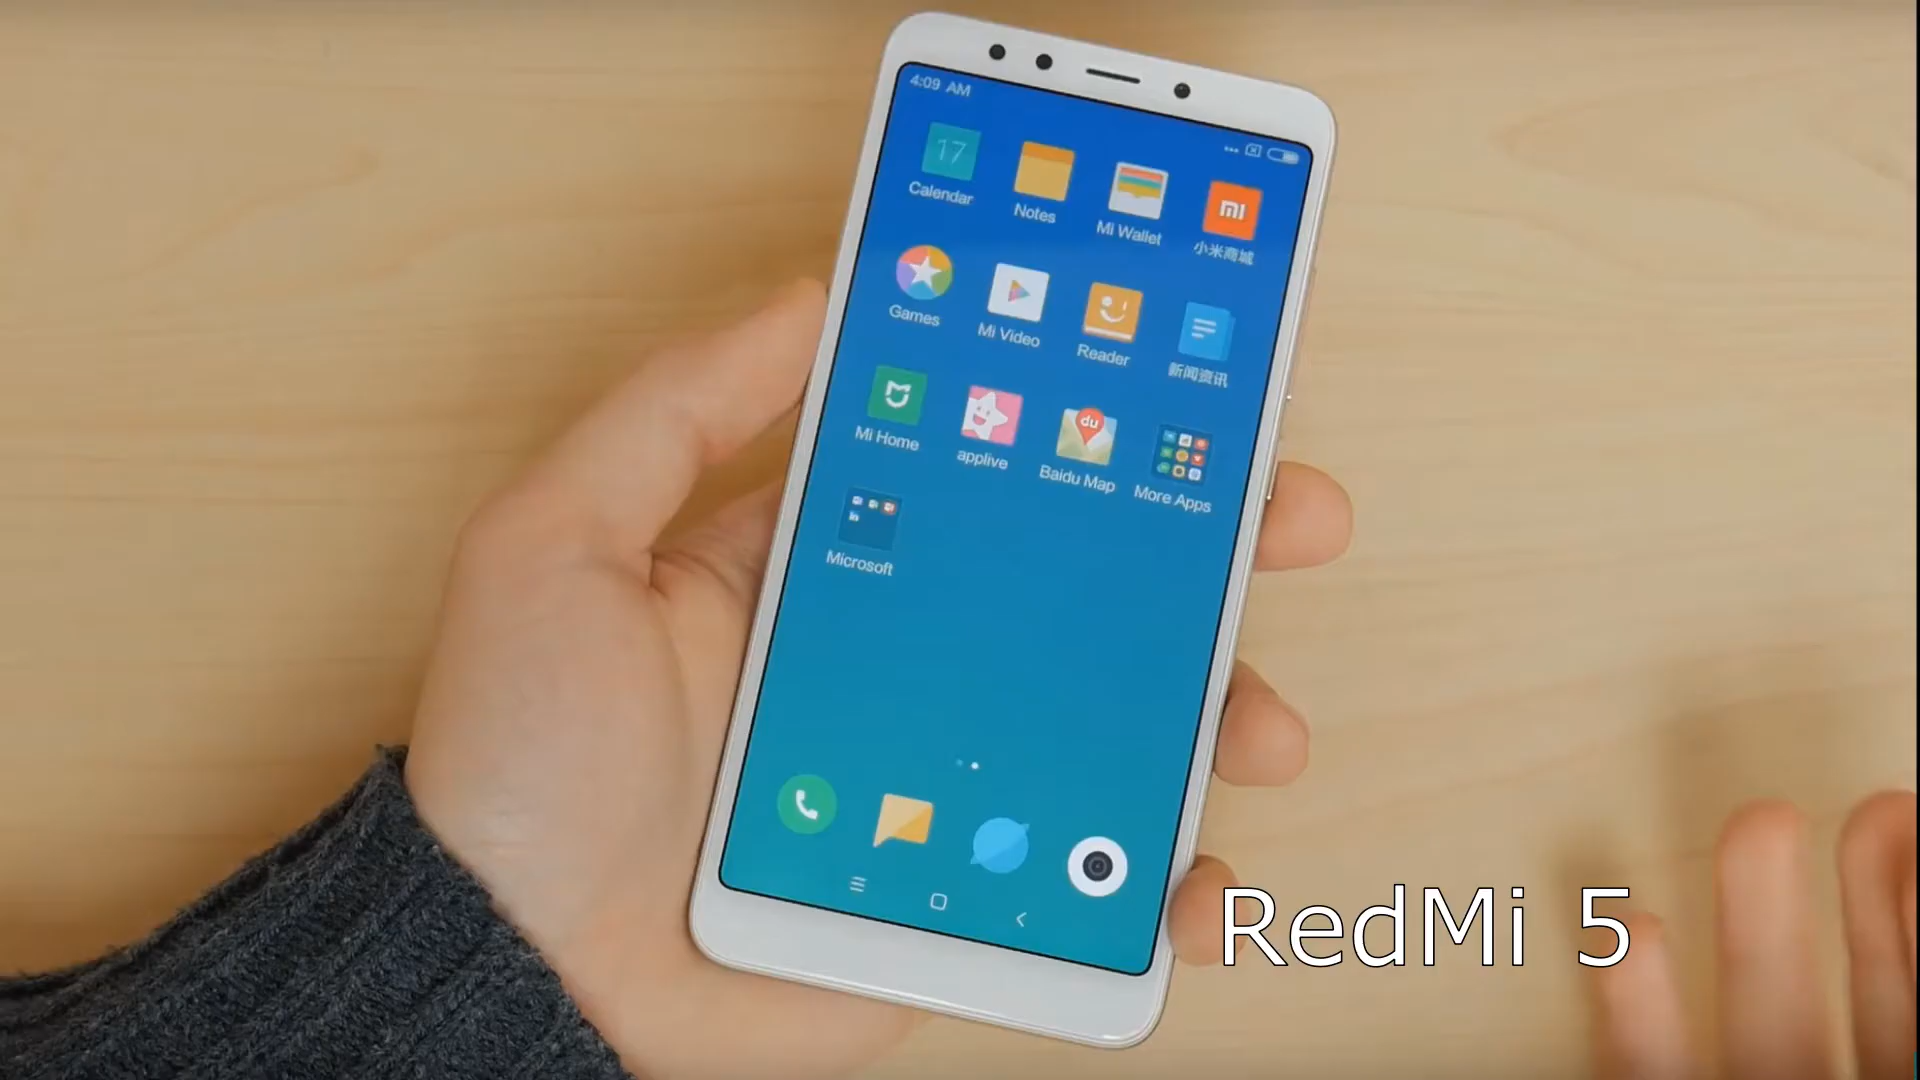 4:09 AM
17
Calendar
Notes
Mi Wallet
mi
小米商城
Games
Mi Video
Reader
新闻资讯
Mi Home
applive
du
Baidu Map
More Apps
Microsoft
RedMi 5